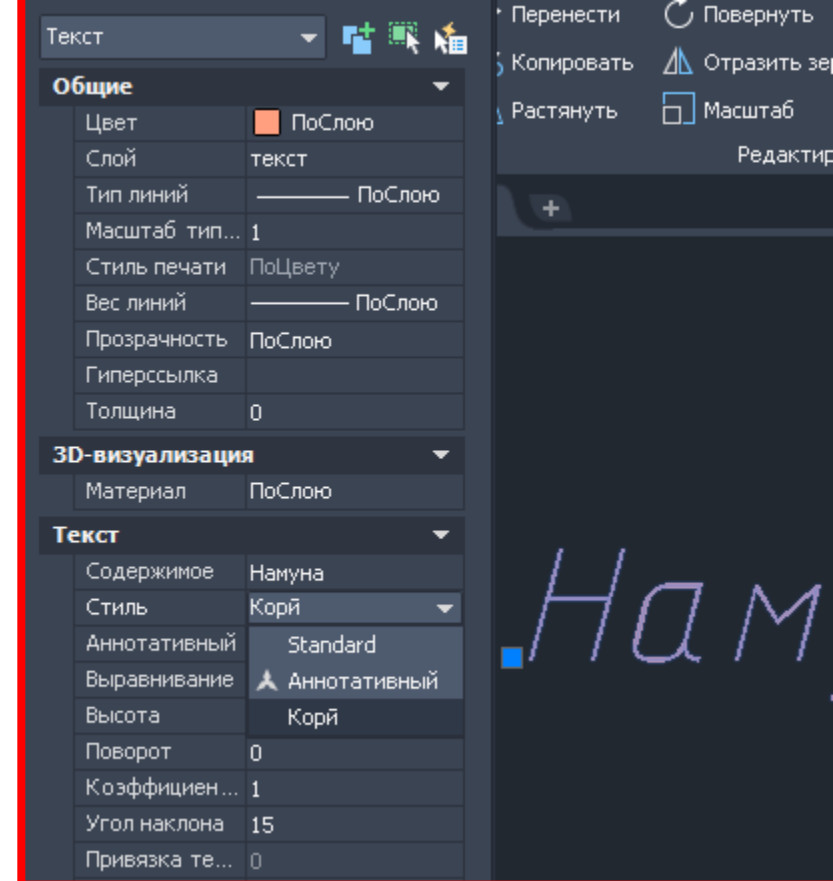 Текст
Общие
Цвет ПоСлою
Слой текст
Тип линий ПоСлою
Масштаб тип... 1
Стиль печати ПоЦвету
Вес линий ПоСлою
Прозрачность ПоСлою
Гиперссылка
Толщина 0
3D-визуализация
Материал ПоСлою
Текст
Содержимое Намуна
Стиль Корӣ
Аннотативный Standard
Выравнивание Аннотативный
Высота Корӣ
Поворот 0
Коэффициен... 1
Угол наклона 15
Привязка те... 0
Перенести Повернуть
Копировать Отразить зер
Растянуть Масштаб
Редактир
+
Нам